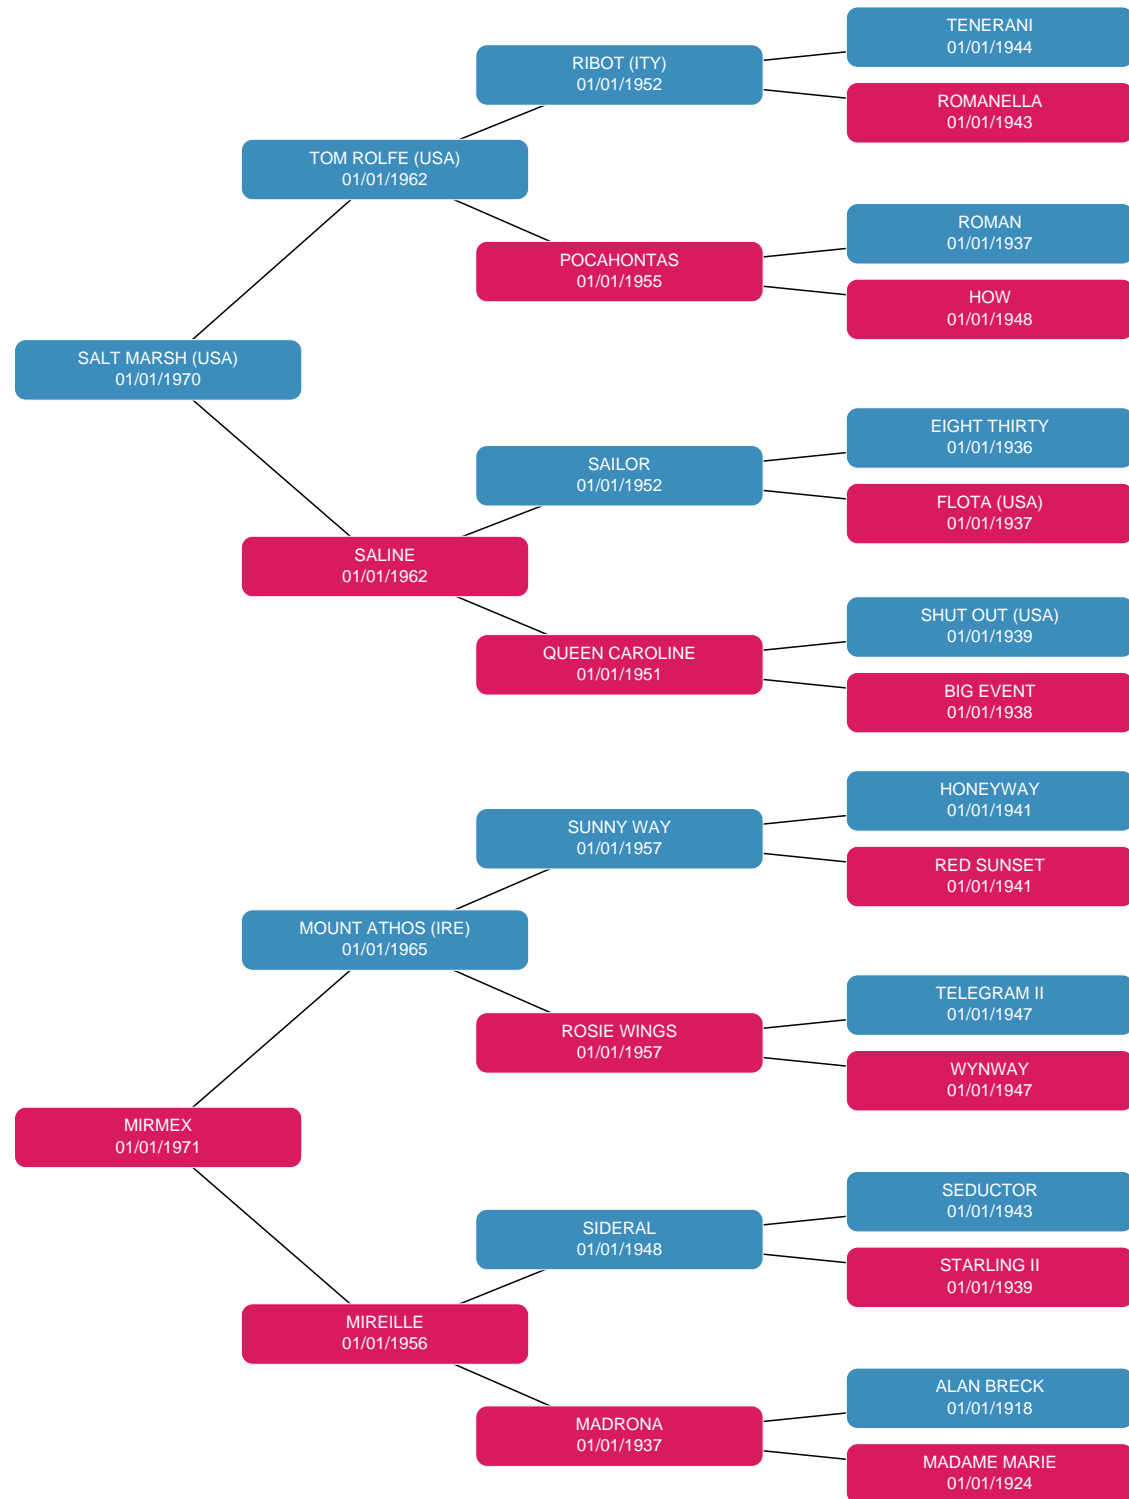 TENERANI
01/01/1944
RIBOT (ITY)
01/01/1952
ROMANELLA
01/01/1943
TOM ROLFE (USA)
01/01/1962
ROMAN
01/01/1937
POCAHONTAS
01/01/1955
HOW
01/01/1948
SALT MARSH (USA)
01/01/1970
EIGHT THIRTY
01/01/1936
SAILOR
01/01/1952
FLOTA (USA)
01/01/1937
SALINE
01/01/1962
SHUT OUT (USA)
01/01/1939
QUEEN CAROLINE
01/01/1951
BIG EVENT
01/01/1938
HONEYWAY
01/01/1941
SUNNY WAY
01/01/1957
RED SUNSET
01/01/1941
MOUNT ATHOS (IRE)
01/01/1965
TELEGRAM II
01/01/1947
ROSIE WINGS
01/01/1957
WYNWAY
01/01/1947
MIRMEX
01/01/1971
SEDUCTOR
01/01/1943
SIDERAL
01/01/1948
STARLING II
01/01/1939
MIREILLE
01/01/1956
ALAN BRECK
01/01/1918
MADRONA
01/01/1937
MADAME MARIE
01/01/1924